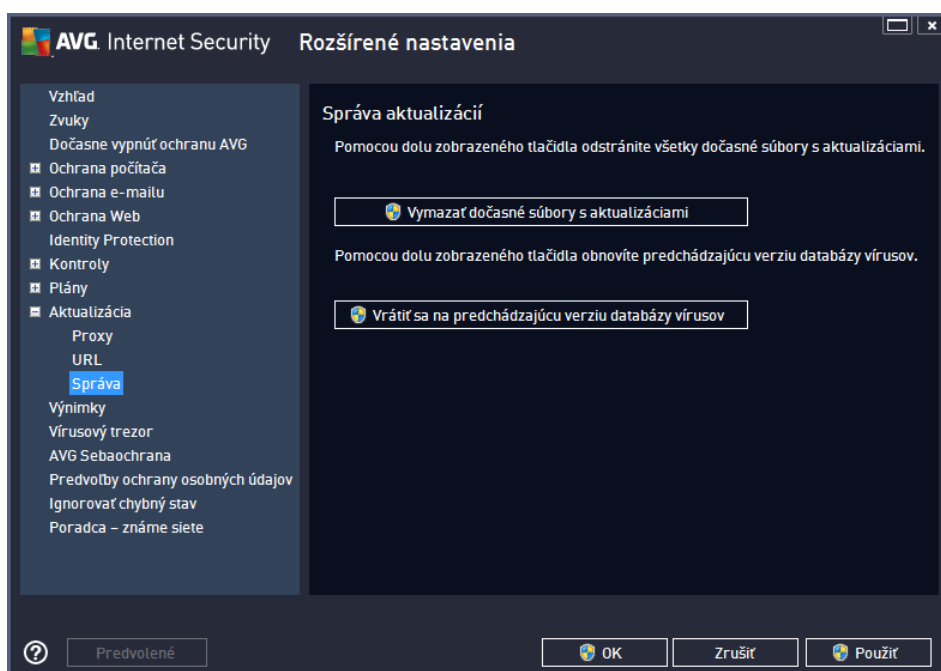 AVG. Internet Security Rozšírené nastavenia
Vzhľad
Zvuky
Dočasne vypnúť ochranu AVG
Ochrana počítača
Ochrana e-mailu
Ochrana Web
Identity Protection
Kontroly
Plány
Aktualizácia
Proxy
URL
Správa
Výnimky
Vírusový trezor
AVG Sebaochrana
Predvoľby ochrany osobných údajov
Ignorovať chybný stav
Poradca – známe siete
Správa aktualizácií
Pomocou dolu zobrazeného tlačidla odstránite všetky dočasné súbory s aktualizáciami.
Vymazať dočasné súbory s aktualizáciami
Pomocou dolu zobrazeného tlačidla obnovíte predchádzajúcu verziu databázy vírusov.
Vrátiť sa na predchádzajúcu verziu databázy vírusov
Predvolené
OK
Zrušiť
Použiť